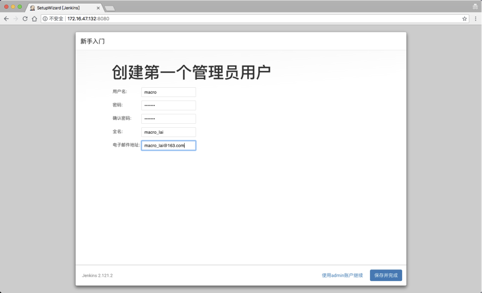 SetupWizard [Jenkins]
不安全 | 172.16.47.132:8080
新手入门
创建第一个管理员用户
用户名: macro
密码: ······
确认密码: ······
全名: macro_lai
电子邮件地址: macro_lai@163.com
Jenkins 2.121.2 使用admin账户继续 保存并完成